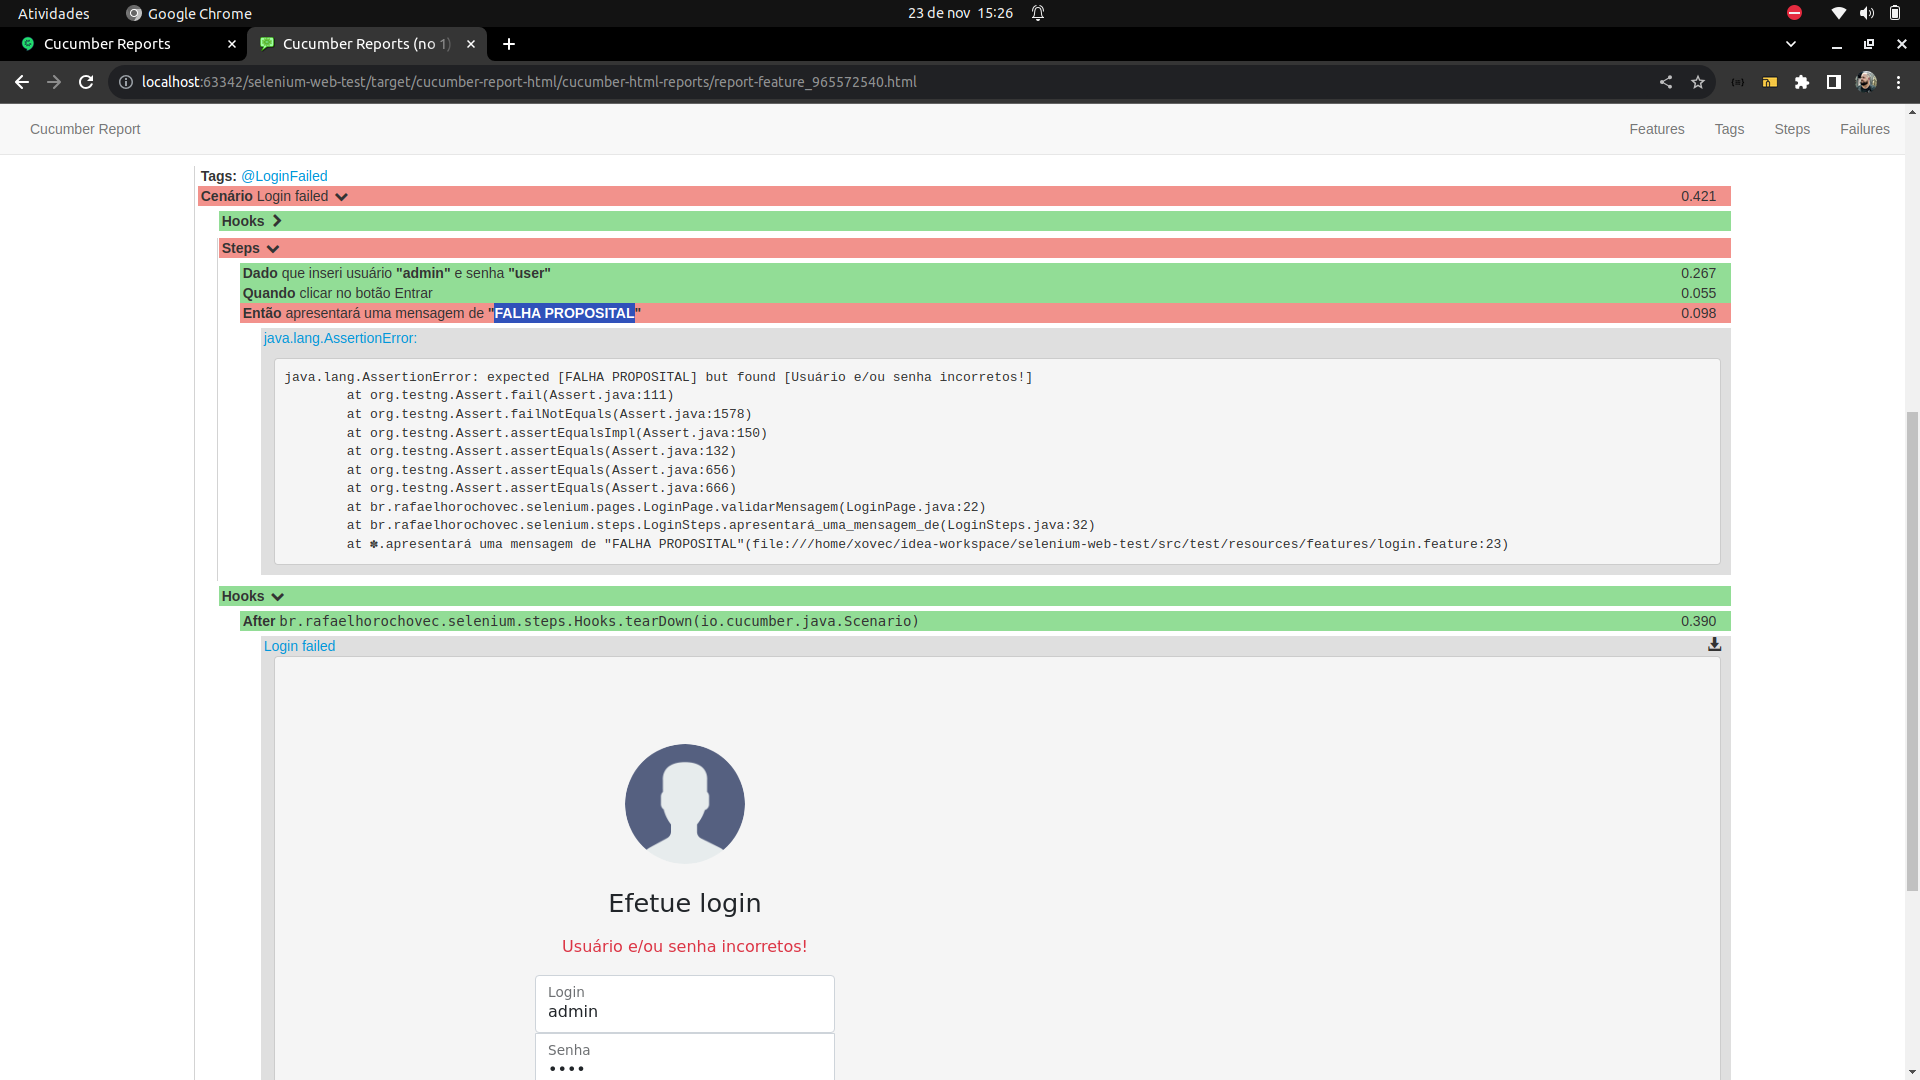 Atividades Google Chrome 23 de nov 15:26
Cucumber Reports Cucumber Reports (no 1)
localhost:63342/selenium-web-test/target/cucumber-report-html/cucumber-html-reports/report-feature_965572540.html
Cucumber Report Features Tags Steps Failures
Tags: @LoginFailed
Cenário Login failed 0.421
Hooks
Steps
Dado que inseri usuário "admin" e senha "user" 0.267
Quando clicar no botão Entrar 0.055
Então apresentará uma mensagem de "FALHA PROPOSITAL" 0.098
java.lang.AssertionError:
java.lang.AssertionError: expected [FALHA PROPOSITAL] but found [Usuário e/ou senha incorretos!]
at org.testng.Assert.fail(Assert.java:111)
at org.testng.Assert.failNotEquals(Assert.java:1578)
at org.testng.Assert.assertEqualsImpl(Assert.java:150)
at org.testng.Assert.assertEquals(Assert.java:132)
at org.testng.Assert.assertEquals(Assert.java:656)
at org.testng.Assert.assertEquals(Assert.java:666)
at br.rafaelhorochovec.selenium.pages.LoginPage.validarMensagem(LoginPage.java:22)
at br.rafaelhorochovec.selenium.steps.LoginSteps.apresentará_uma_mensagem_de(LoginSteps.java:32)
at ✽.apresentará uma mensagem de "FALHA PROPOSITAL"(file:///home/xovec/idea-workspace/selenium-web-test/src/test/resources/features/login.feature:23)
Hooks
After br.rafaelhorochovec.selenium.steps.Hooks.tearDown(io.cucumber.java.Scenario) 0.390
Login failed
Efetue login
Usuário e/ou senha incorretos!
Login
admin
Senha
••••